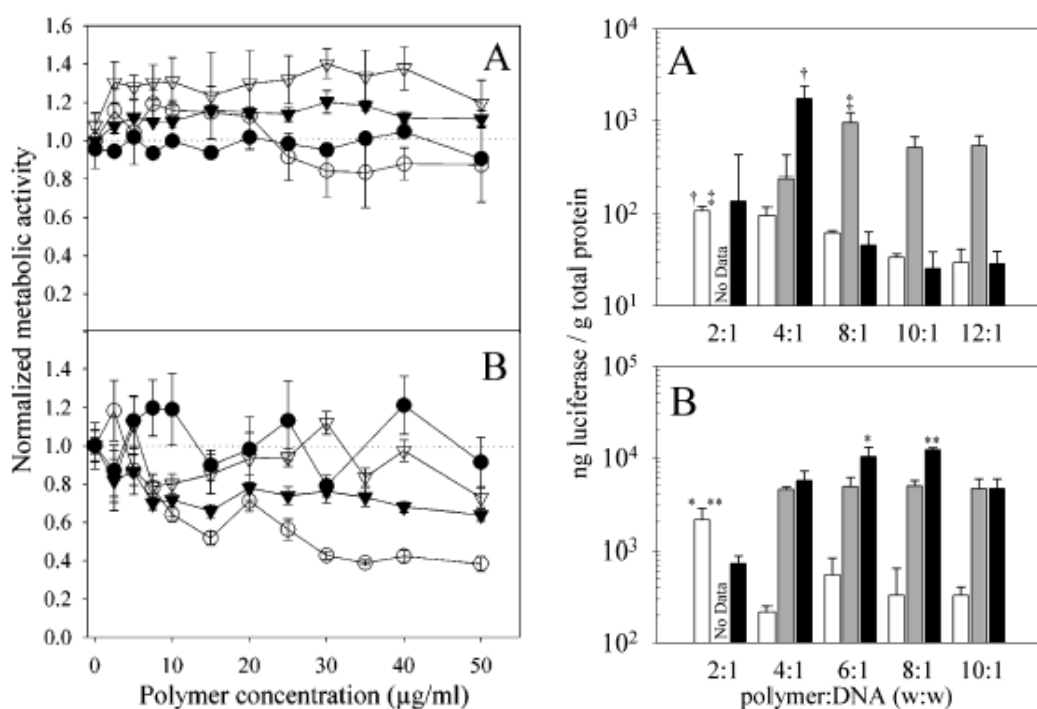 Normalized metabolic activity
1.6
1.4
1.2
1.0
0.8
0.6
0.4
0.2
A
1.4
1.2
1.0
0.8
0.6
0.4
0.2
0.0
B
0 10 20 30 40 50
Polymer concentration (µg/ml)
ng luciferase / g total protein
10⁴
10³
10²
10¹
A
† ‡
No Data
†
‡
2:1 4:1 8:1 10:1 12:1
10⁵
10⁴
10³
10²
B
* **
No Data
*
**
2:1 4:1 6:1 8:1 10:1
polymer:DNA (w:w)